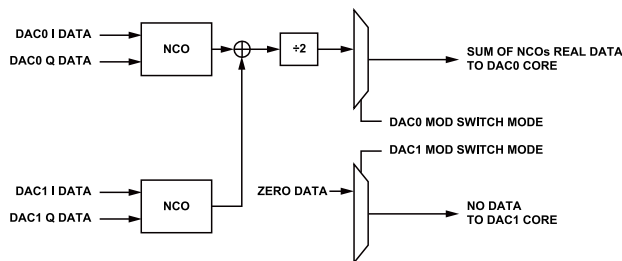 DAC0 I DATA
DAC0 Q DATA
NCO
÷2
SUM OF NCOs REAL DATA
TO DAC0 CORE
DAC0 MOD SWITCH MODE
DAC1 MOD SWITCH MODE
DAC1 I DATA
DAC1 Q DATA
NCO
ZERO DATA
NO DATA
TO DAC1 CORE